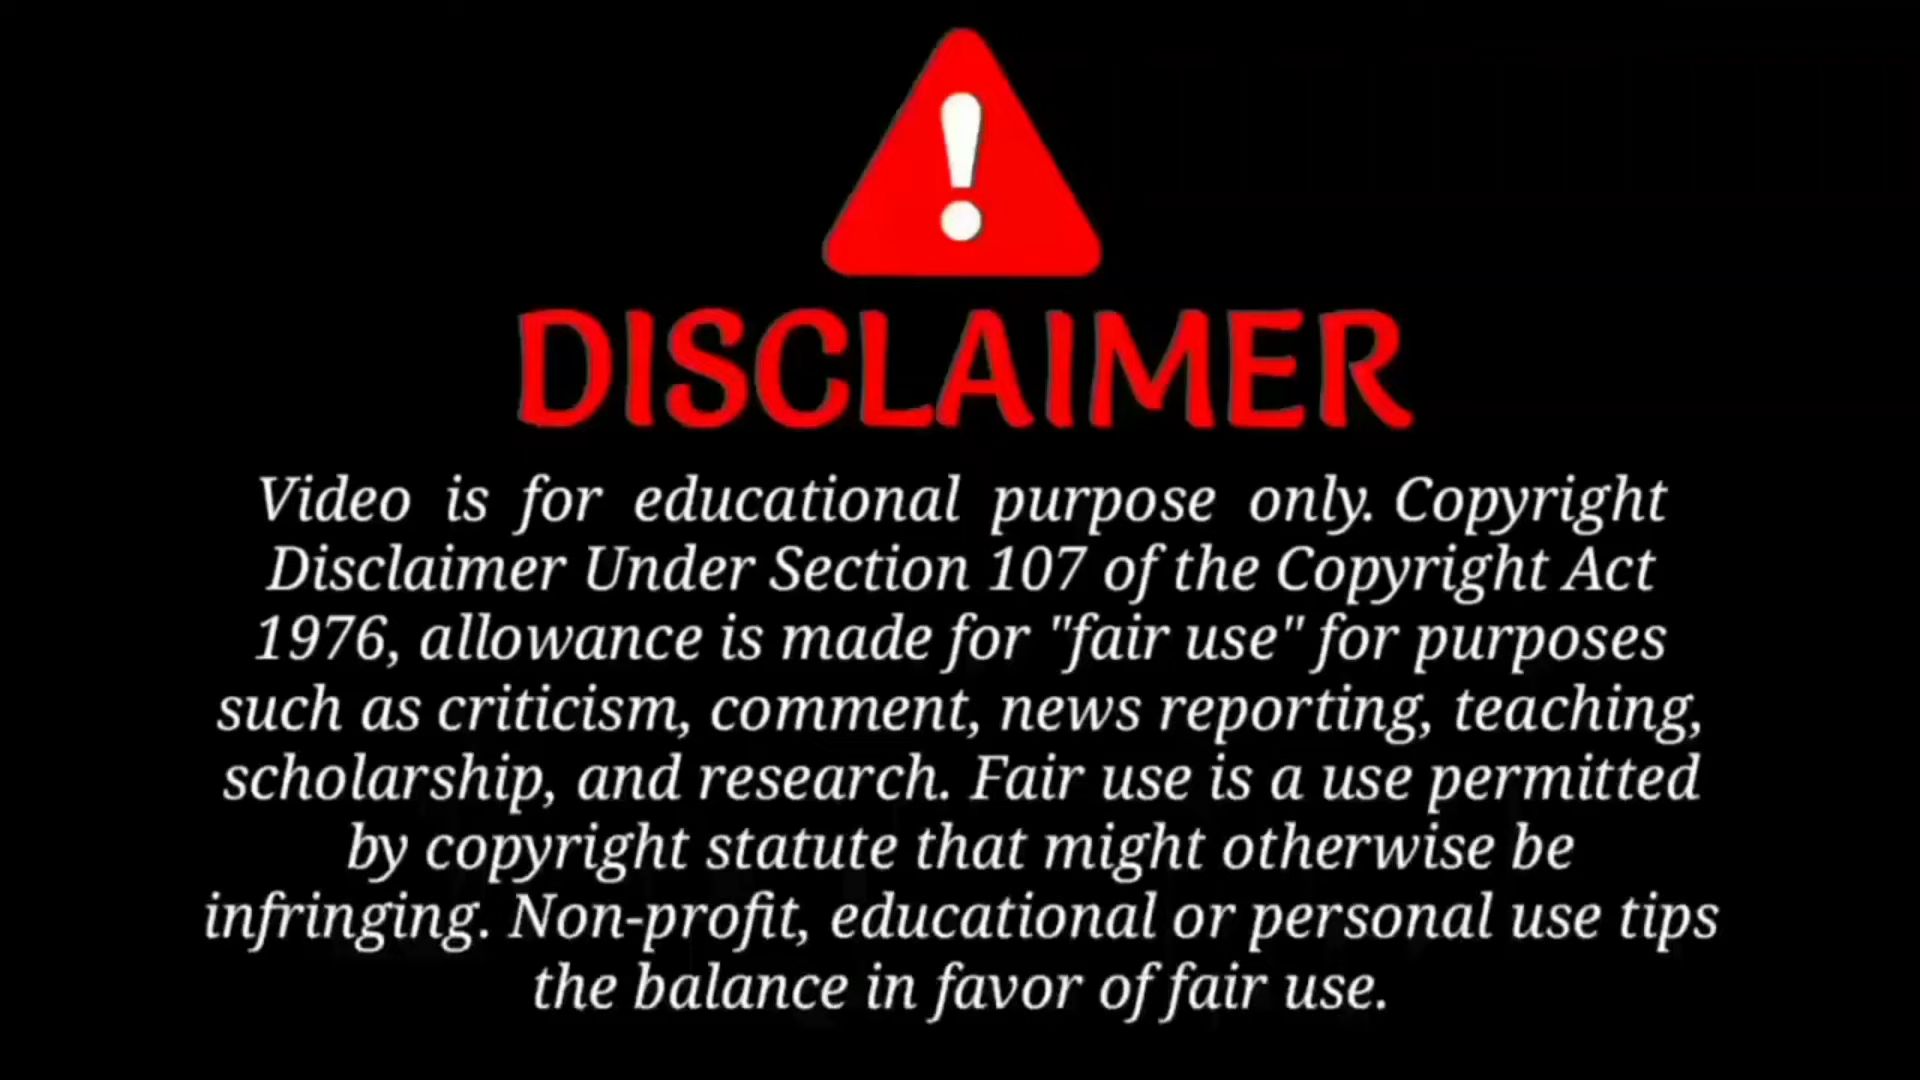 DISCLAIMER
Video is for educational purpose only. Copyright
Disclaimer Under Section 107 of the Copyright Act
1976, allowance is made for "fair use" for purposes
such as criticism, comment, news reporting, teaching,
scholarship, and research. Fair use is a use permitted
by copyright statute that might otherwise be
infringing. Non-profit, educational or personal use tips
the balance in favor of fair use.